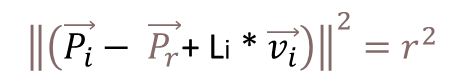 ‖(P⃗ᵢ − P⃗ᵣ+ Li * v⃗ᵢ)‖² = r²